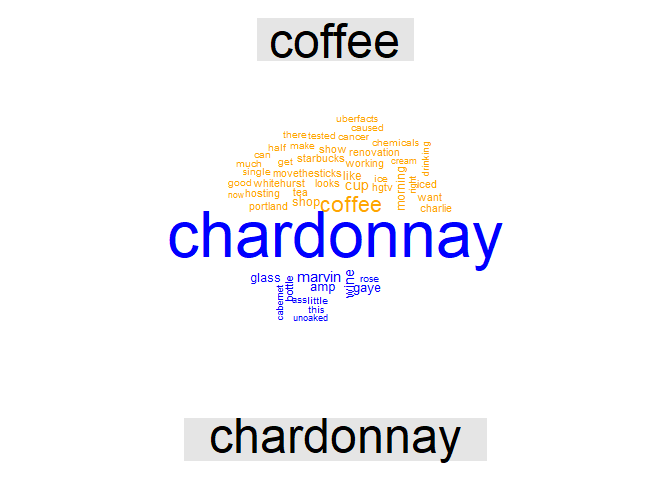 coffee
uberfacts
caused
there tested cancer
chemicals
half make show renovation
can starbucks cream drinking
much get working
single movethesticks like ice right
good whitehurst looks cup hgtv morning iced
now hosting tea want
portland shop coffee charlie
chardonnay
glass bottle marvin wine rose
amp gaye
cabernet ass little
this
unoaked
chardonnay